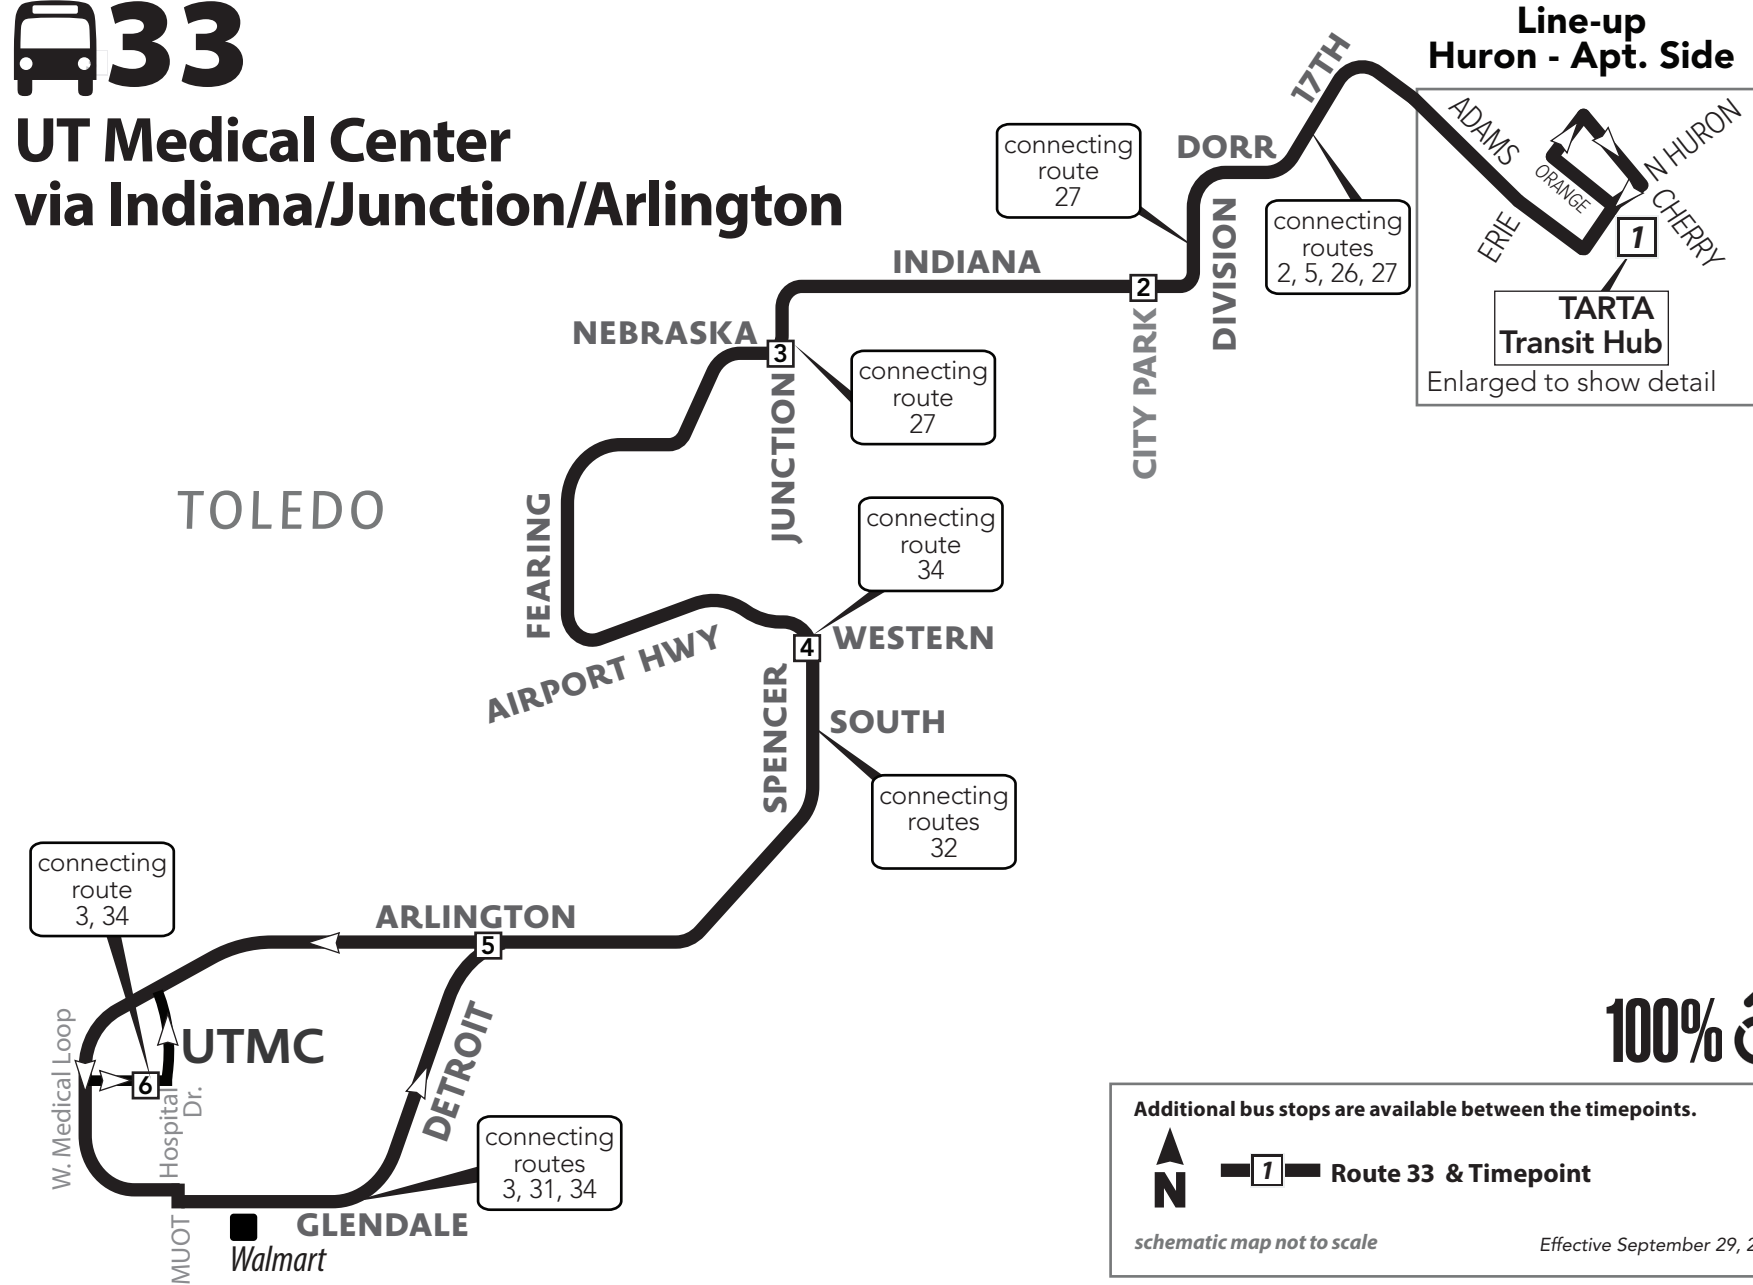 33
UT Medical Center
via Indiana/Junction/Arlington
Line-up
Huron - Apt. Side
17TH
ADAMS
N HURON
ORANGE
CHERRY
ERIE
1
TARTA
Transit Hub
Enlarged to show detail
connecting
route
27
DORR
connecting
routes
2, 5, 26, 27
DIVISION
INDIANA
2
CITY PARK
NEBRASKA
3
JUNCTION
connecting
route
27
TOLEDO
FEARING
connecting
route
34
AIRPORT HWY
4
WESTERN
SPENCER
SOUTH
connecting
routes
32
connecting
route
3, 34
ARLINGTON
5
W. Medical Loop
UTMC
6
Hospital
Dr.
DETROIT
connecting
routes
3, 31, 34
MUOT
GLENDALE
Walmart
100%
Additional bus stops are available between the timepoints.
N
1
Route 33 & Timepoint
schematic map not to scale
Effective September 29, 2